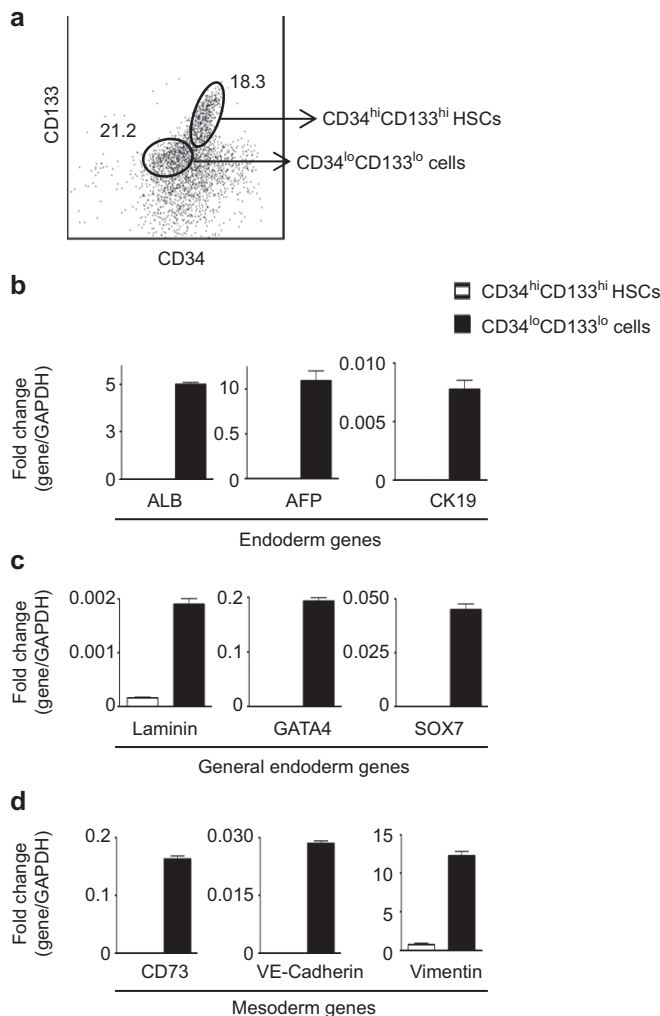 a
CD133
18.3
21.2
CD34hiCD133hi HSCs
CD34loCD133lo cells
CD34
b
CD34hiCD133hi HSCs
CD34loCD133lo cells
Fold change
(gene/GAPDH)
5
3
0
ALB
10
0.5
0
AFP
0.010
0.005
0
CK19
Endoderm genes
c
Fold change
(gene/GAPDH)
0.002
0.001
0
Laminin
0.2
0.1
0
GATA4
0.050
0.025
0
SOX7
General endoderm genes
d
Fold change
(gene/GAPDH)
0.2
0.1
0
CD73
0.030
0.015
0
VE-Cadherin
15
10
5
0
Vimentin
Mesoderm genes